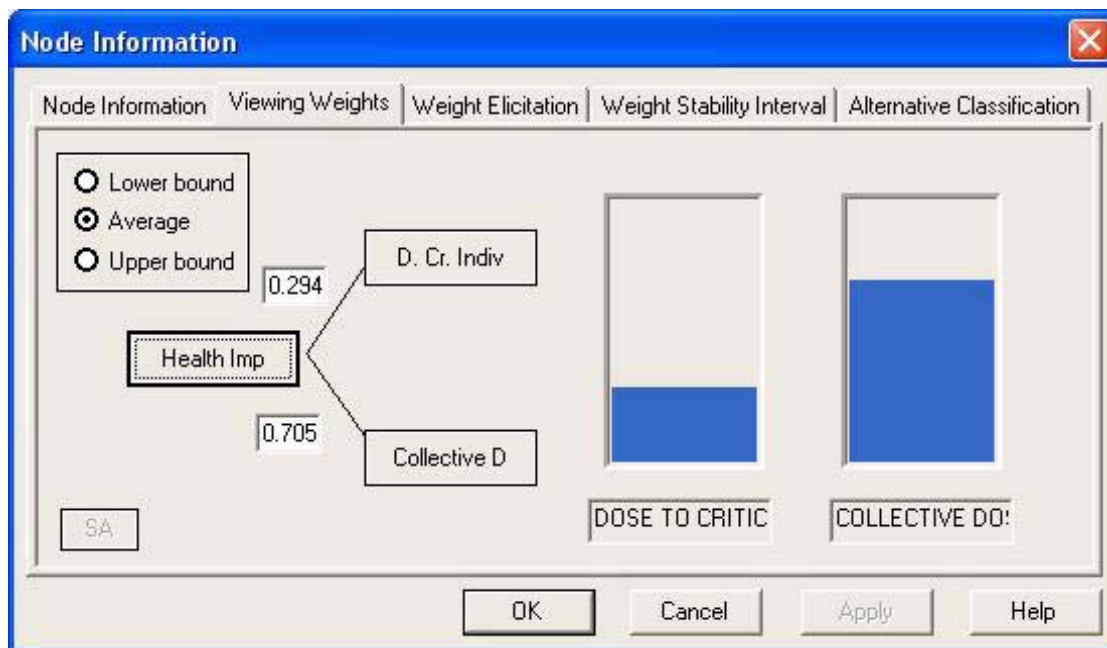 Node Information
Node Information Viewing Weights Weight Elicitation Weight Stability Interval Alternative Classification
Lower bound
Average
Upper bound
0.294
D. Cr. Indiv
Health Imp
0.705
Collective D
SA
DOSE TO CRITIC
COLLECTIVE DO
OK Cancel Apply Help